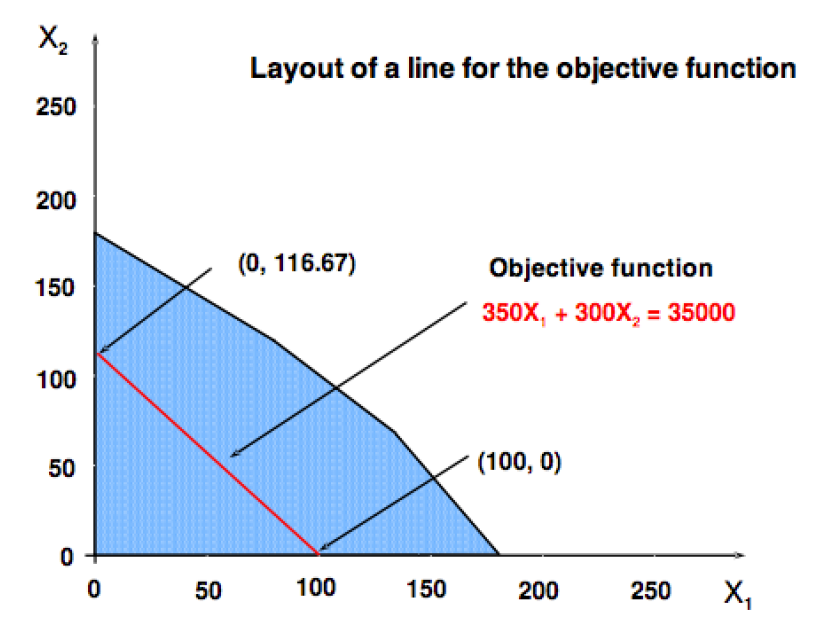 X₂
Layout of a line for the objective function
250
200
(0, 116.67)
Objective function
150
350X₁ + 300X₂ = 35000
100
50
(100, 0)
0
0 50 100 150 200 250 X₁